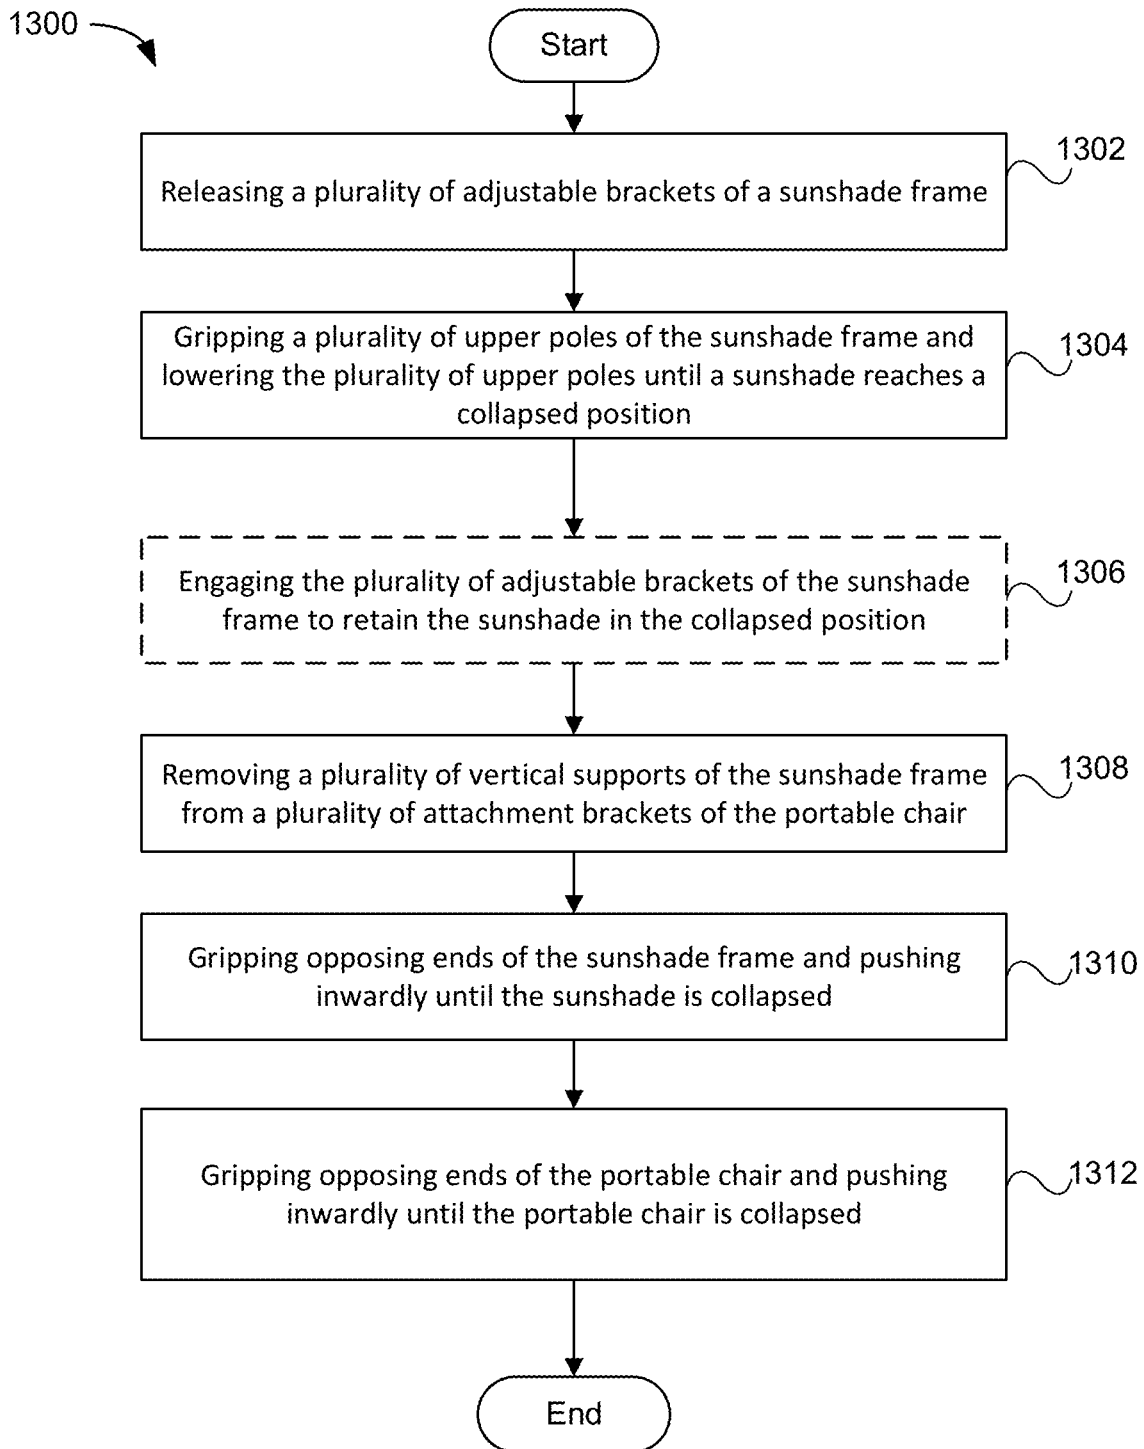 1300
Start
1302
Releasing a plurality of adjustable brackets of a sunshade frame
Gripping a plurality of upper poles of the sunshade frame and
1304
lowering the plurality of upper poles until a sunshade reaches a
collapsed position
1306
Engaging the plurality of adjustable brackets of the sunshade
frame to retain the sunshade in the collapsed position
1308
Removing a plurality of vertical supports of the sunshade frame
from a plurality of attachment brackets of the portable chair
1310
Gripping opposing ends of the sunshade frame and pushing
inwardly until the sunshade is collapsed
1312
Gripping opposing ends of the portable chair and pushing
inwardly until the portable chair is collapsed
End